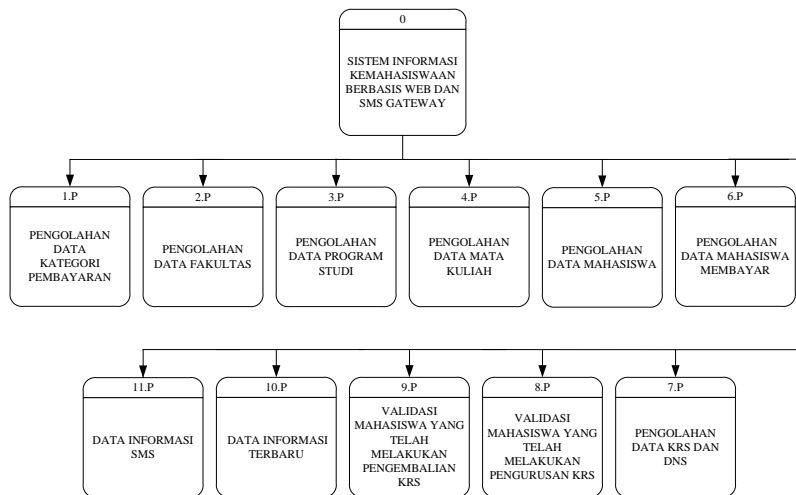 0
SISTEM INFORMASI
KEMAHASISWAAN
BERBASIS WEB DAN
SMS GATEWAY
1.P
PENGOLAHAN
DATA
KATEGORI
PEMBAYARAN
2.P
PENGOLAHAN
DATA FAKULTAS
3.P
PENGOLAHAN
DATA PROGRAM
STUDI
4.P
PENGOLAHAN
DATA MATA
KULIAH
5.P
PENGOLAHAN
DATA MAHASISWA
6.P
PENGOLAHAN
DATA MAHASISWA
MEMBAYAR
11.P
DATA INFORMASI
SMS
10.P
DATA INFORMASI
TERBARU
9.P
VALIDASI
MAHASISWA YANG
TELAH
MELAKUKAN
PENGEMBALIAN
KRS
8.P
VALIDASI
MAHASISWA YANG
TELAH
MELAKUKAN
PENGURUSAN KRS
7.P
PENGOLAHAN
DATA KRS DAN
DNS